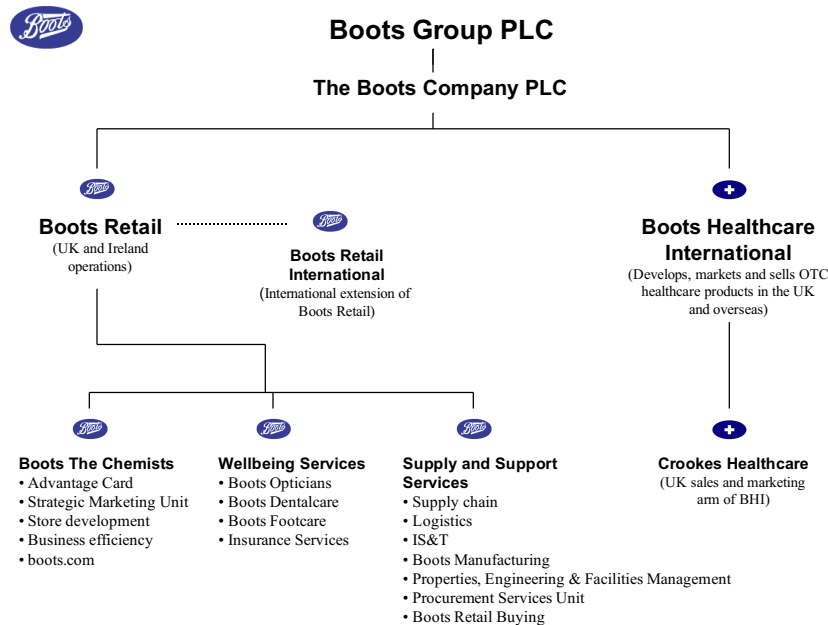 Boots
Boots Group PLC
The Boots Company PLC
Boots
Boots Retail
(UK and Ireland
operations)
Boots
Boots Retail
International
(International extension of
Boots Retail)
Boots Healthcare
International
(Develops, markets and sells OTC
healthcare products in the UK
and overseas)
Boots
Boots The Chemists
• Advantage Card
• Strategic Marketing Unit
• Store development
• Business efficiency
• boots.com
Boots
Wellbeing Services
• Boots Opticians
• Boots Dentalcare
• Boots Footcare
• Insurance Services
Boots
Supply and Support
Services
• Supply chain
• Logistics
• IS&T
• Boots Manufacturing
• Properties, Engineering & Facilities Management
• Procurement Services Unit
• Boots Retail Buying
Crookes Healthcare
(UK sales and marketing
arm of BHI)